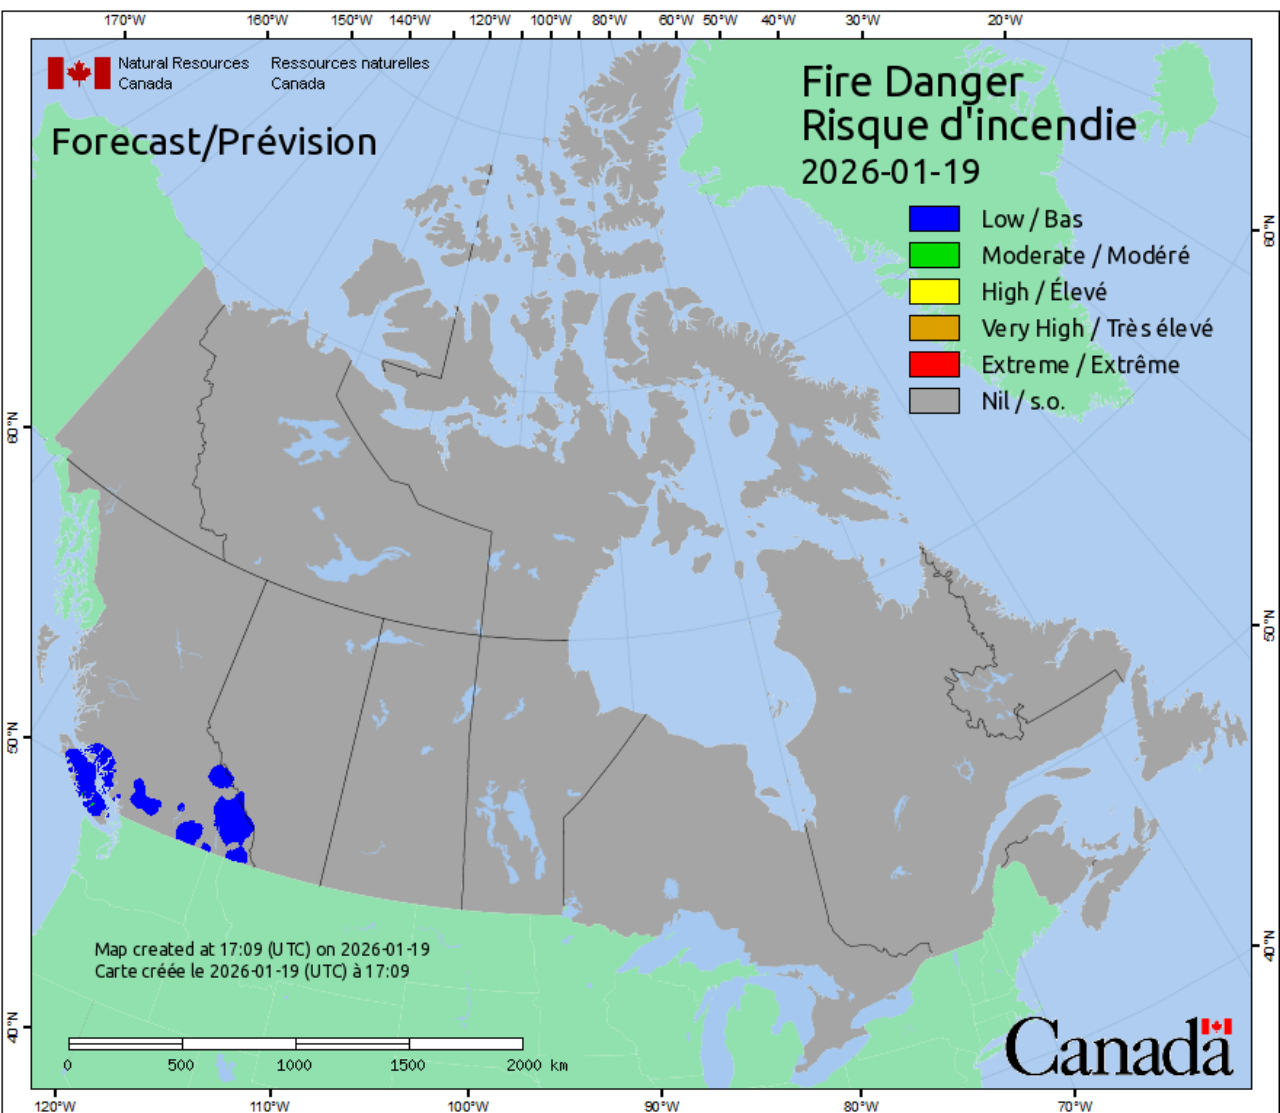 170°W 160°W 150°W 140°W 120°W 100°W 80°W 60°W 50°W 40°W 30°W 20°W
Natural Resources Canada
Ressources naturelles Canada
Forecast/Prévision
Fire Danger
Risque d'incendie
2026-01-19
Low / Bas
Moderate / Modéré
High / Élevé
Very High / Très élevé
Extreme / Extrême
Nil / s.o.
60°N
50°N
40°N
60°N
50°N
40°N
Map created at 17:09 (UTC) on 2026-01-19
Carte créée le 2026-01-19 (UTC) à 17:09
0 500 1000 1500 2000 km
Canada
120°W 110°W 100°W 90°W 80°W 70°W